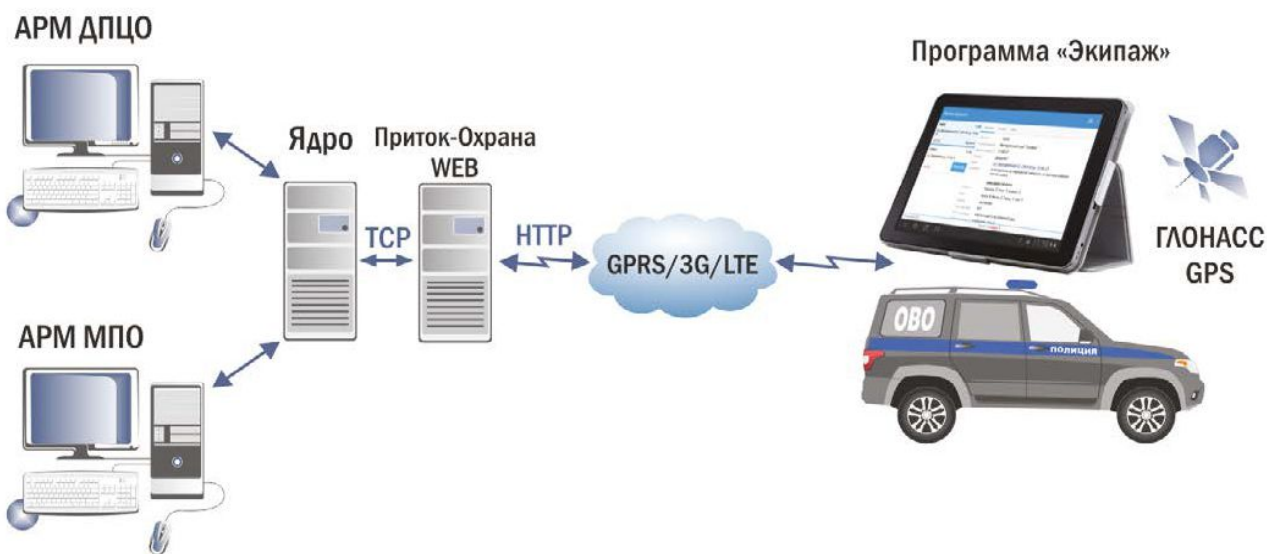 АРМ ДПЦО
Программа «Экипаж»
Ядро
Приток-Охрана
WEB
TCP
HTTP
GPRS/3G/LTE
ГЛОНАСС
GPS
АРМ МПО
ОВО
ПОЛИЦИЯ